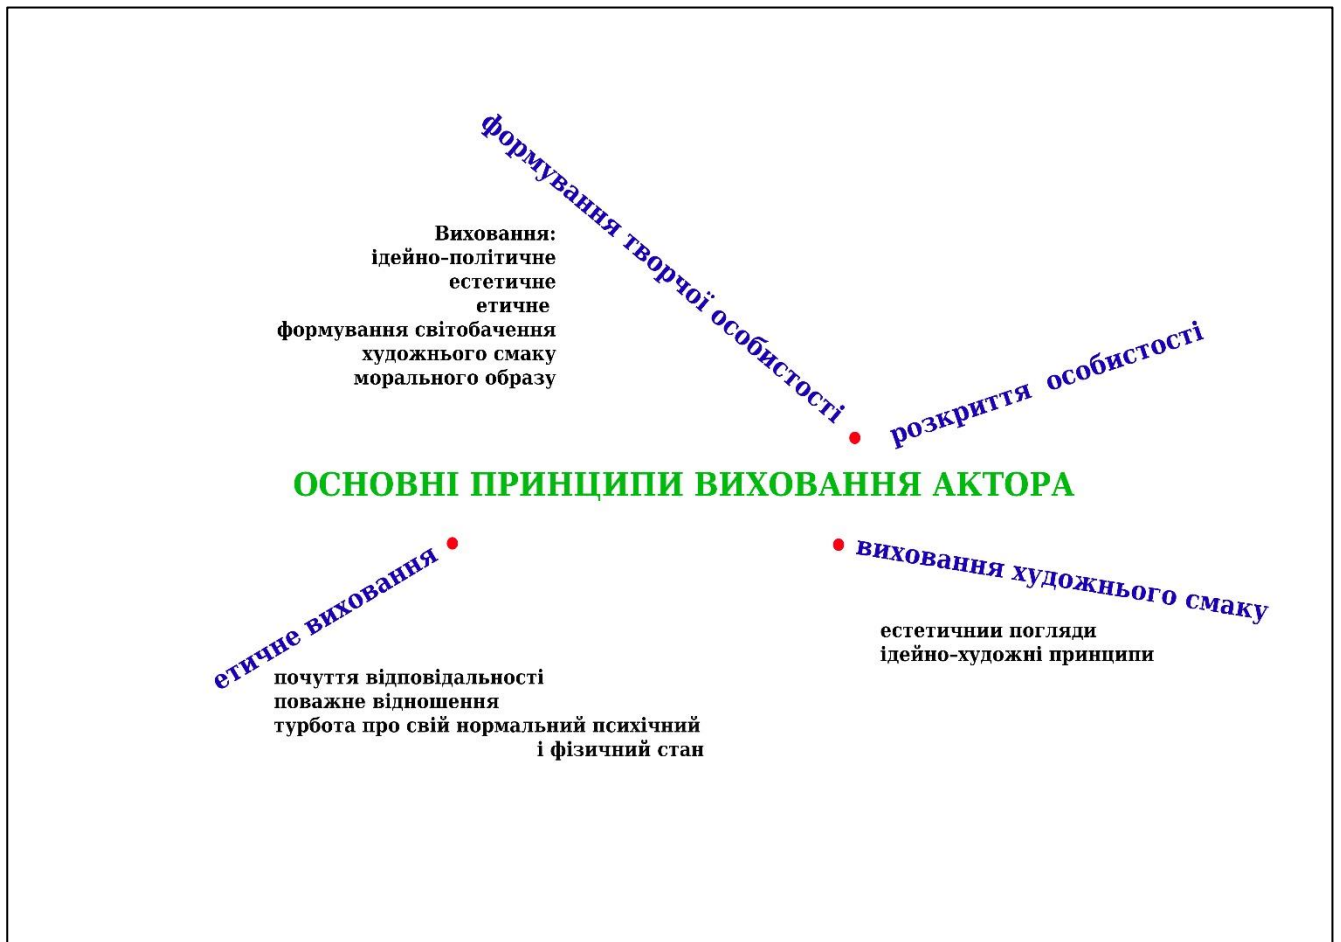 формування творчої особистості
Виховання:
ідейно-політичне
естетичне
етичне
формування світобачення
художнього смаку
морального образу
розкриття особистості
ОСНОВНІ ПРИНЦИПИ ВИХОВАННЯ АКТОРА
етичне виховання
почуття відповідальності
поважне відношення
турбота про свій нормальний психічний
і фізичний стан
виховання художнього смаку
естетичнии погляди
ідейно-художні принципи